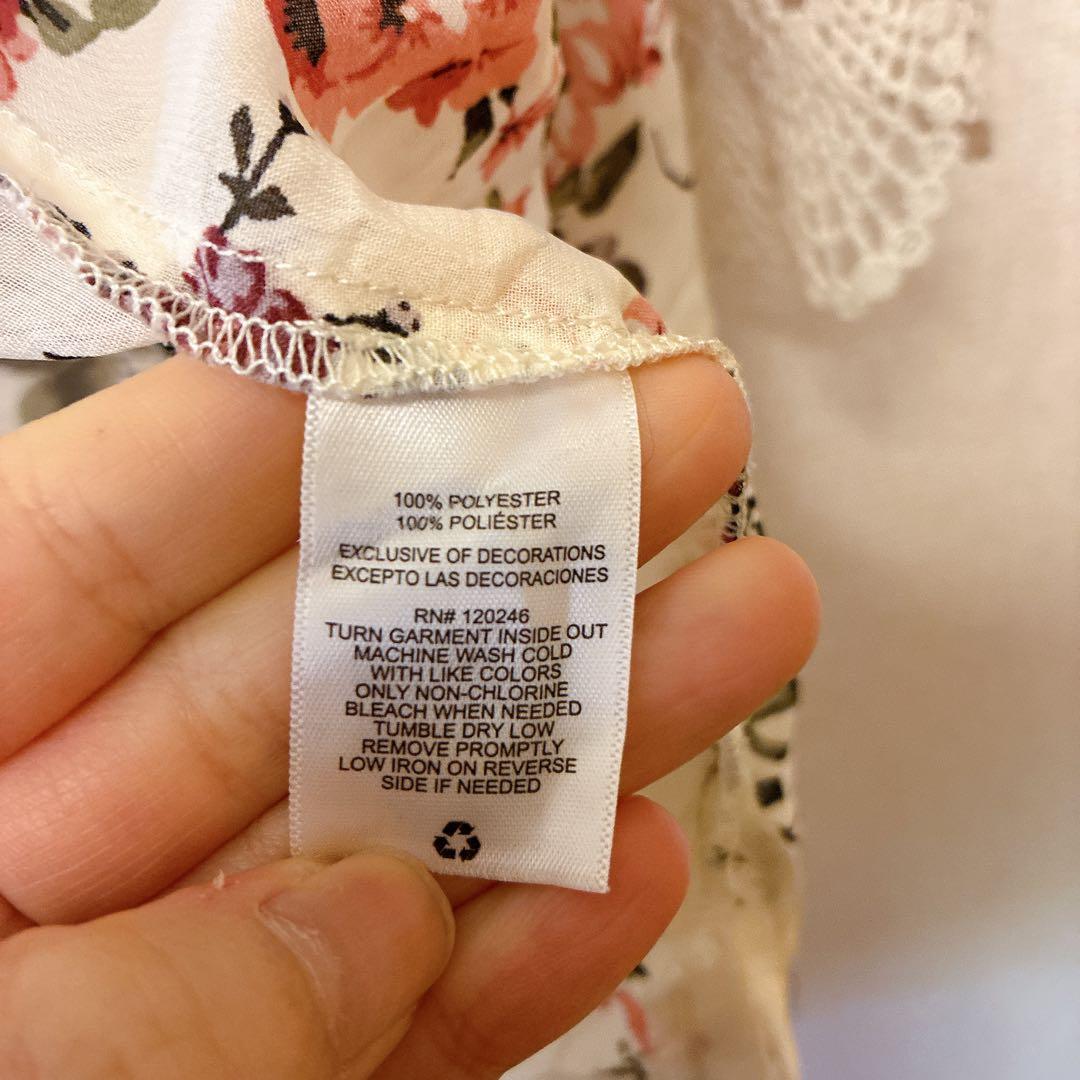 100% POLYESTER
100% POLIÉSTER
EXCLUSIVE OF DECORATIONS
EXCEPTO LAS DECORACIONES
RN# 120246
TURN GARMENT INSIDE OUT
MACHINE WASH COLD
WITH LIKE COLORS
ONLY NON-CHLORINE
BLEACH WHEN NEEDED
TUMBLE DRY LOW
REMOVE PROMPTLY
LOW IRON ON REVERSE
SIDE IF NEEDED